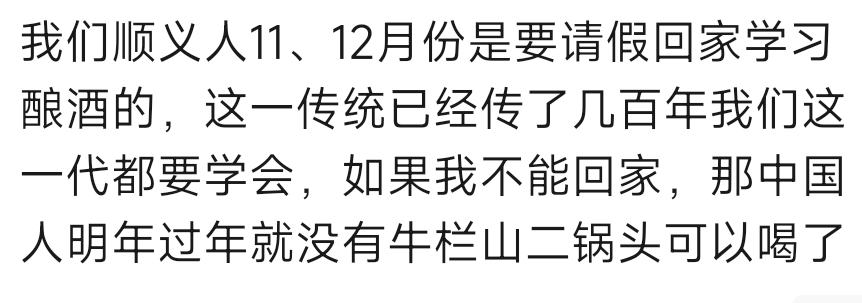 我们顺义人11、12月份是要请假回家学习
酿酒的，这一传统已经传了几百年我们这
一代都要学会，如果我不能回家，那中国
人明年过年就没有牛栏山二锅头可以喝了